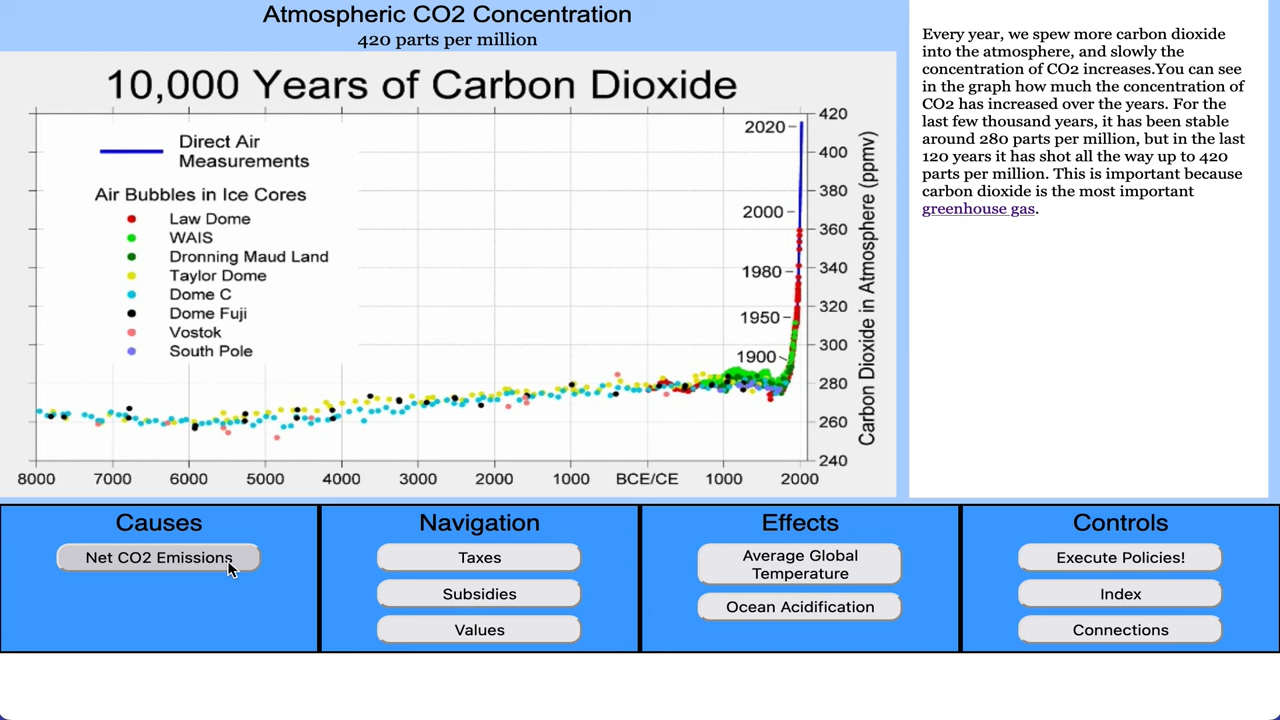 Atmospheric CO2 Concentration
420 parts per million
10,000 Years of Carbon Dioxide
Direct Air
Measurements
Air Bubbles in Ice Cores
Law Dome
WAIS
Dronning Maud Land
Taylor Dome
Dome C
Dome Fuji
Vostok
South Pole
2020
2000
1980
1950
1900
420
400
380
360
340
320
300
280
260
240
Carbon Dioxide in Atmosphere (ppmv)
8000 7000 6000 5000 4000 3000 2000 1000 BCE/CE 1000 2000
Every year, we spew more carbon dioxide
into the atmosphere, and slowly the
concentration of CO2 increases.You can see
in the graph how much the concentration of
CO2 has increased over the years. For the
last few thousand years, it has been stable
around 280 parts per million, but in the last
120 years it has shot all the way up to 420
parts per million. This is important because
carbon dioxide is the most important
greenhouse gas.
Causes
Net CO2 Emissions
Navigation
Taxes
Subsidies
Values
Effects
Average Global
Temperature
Ocean Acidification
Controls
Execute Policies!
Index
Connections